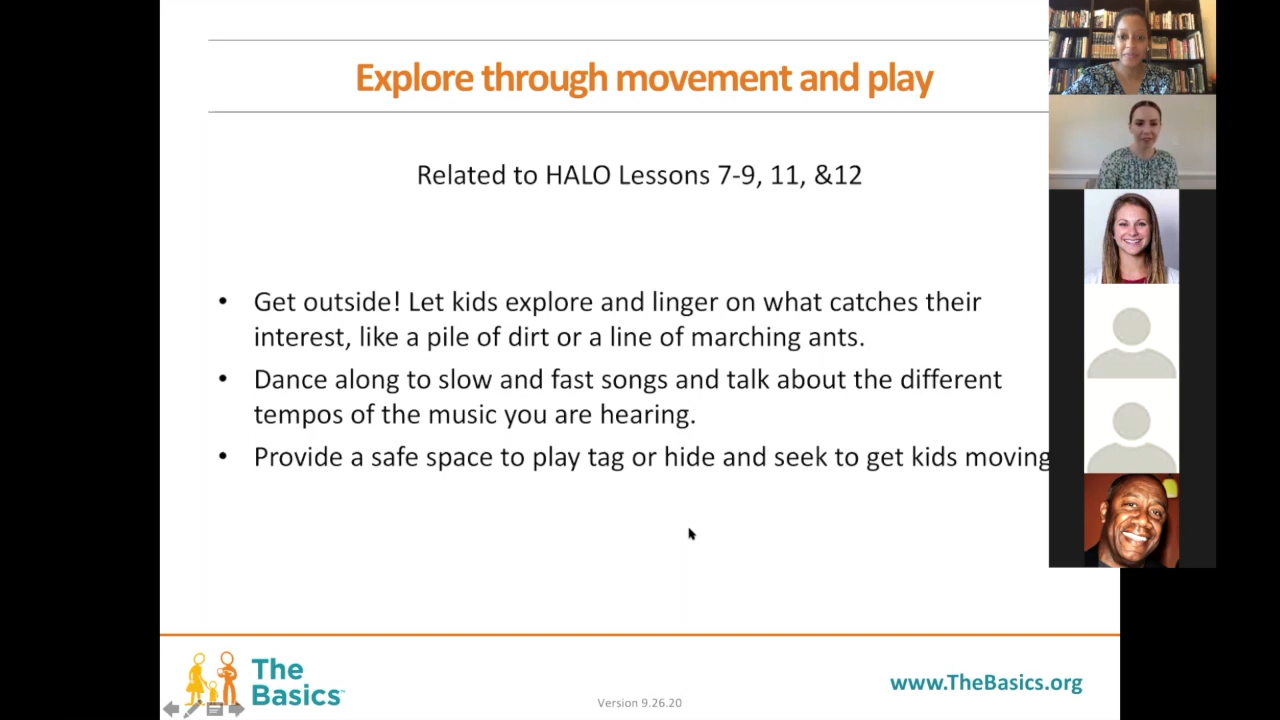 Explore through movement and play
Related to HALO Lessons 7-9, 11, &12
• Get outside! Let kids explore and linger on what catches their
interest, like a pile of dirt or a line of marching ants.
• Dance along to slow and fast songs and talk about the different
tempos of the music you are hearing.
• Provide a safe space to play tag or hide and seek to get kids moving
The
Basics™
Version 9.26.20
www.TheBasics.org